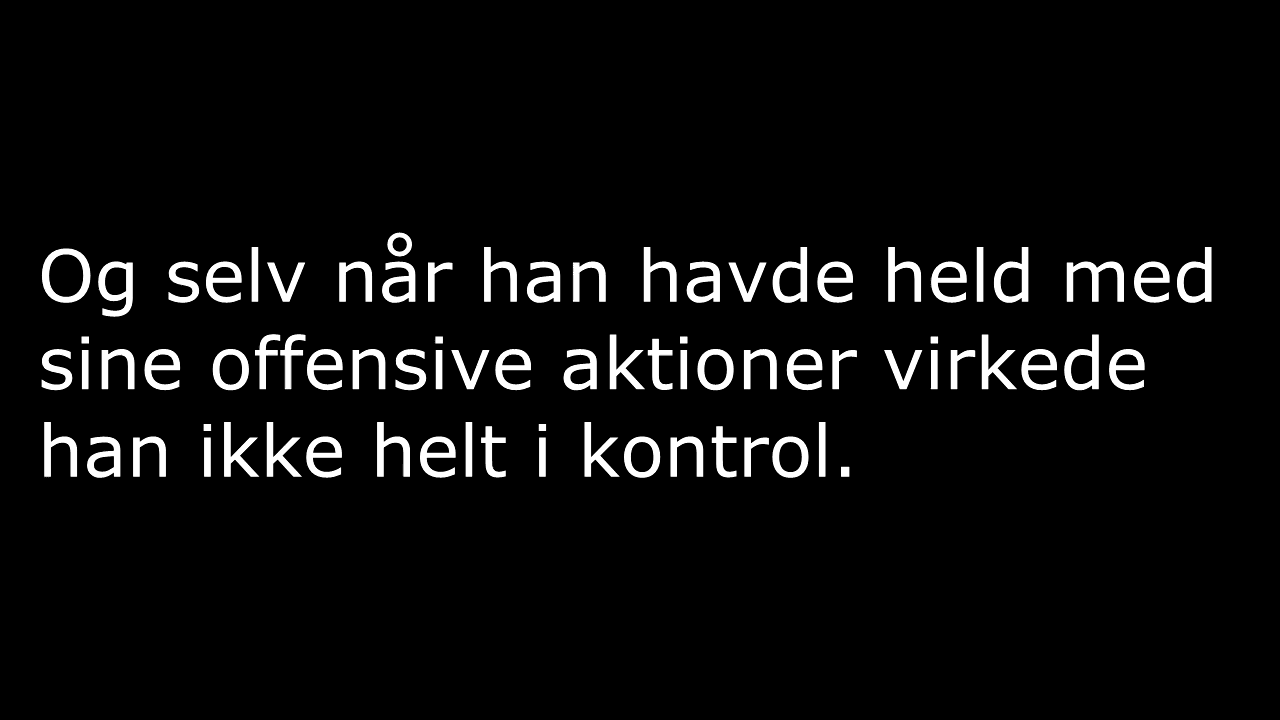 Og selv når han havde held med
sine offensive aktioner virkede
han ikke helt i kontrol.